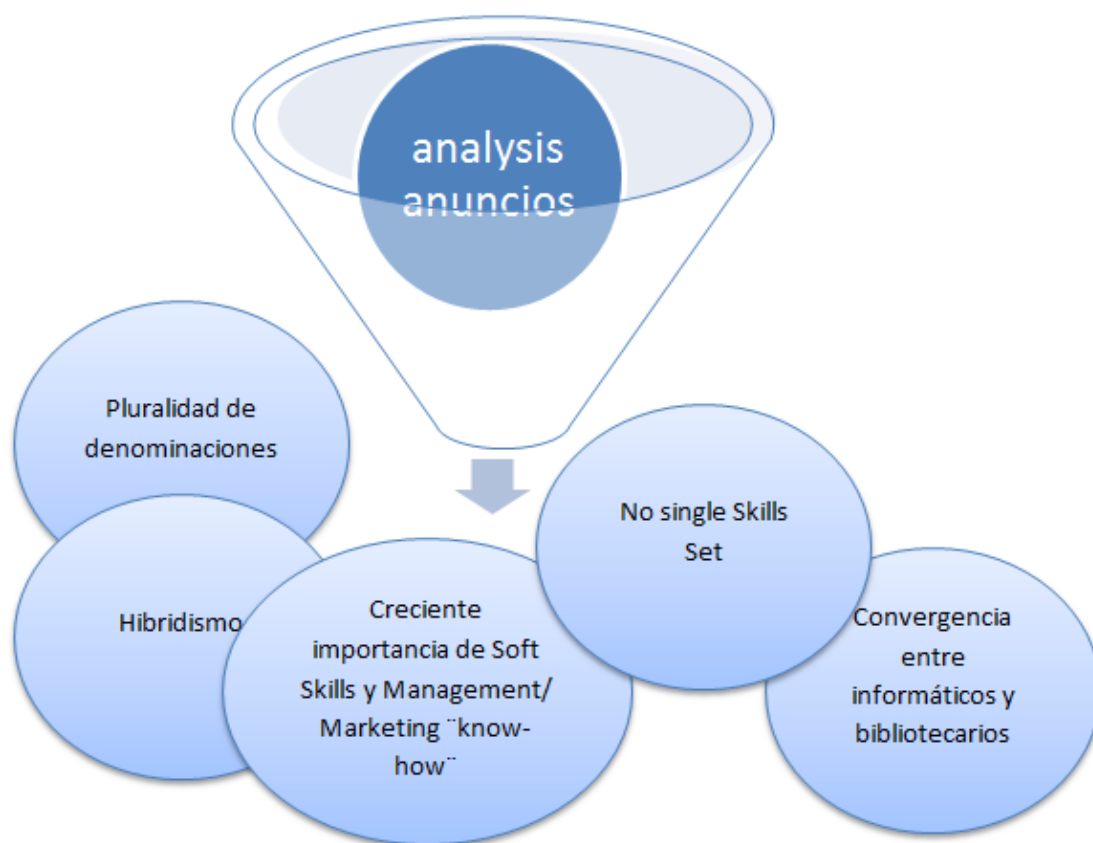 analysis
anuncios
Pluralidad de
denominaciones
Hibridismo
Creciente
importancia de Soft
Skills y Management/
Marketing ¨know-
how¨
No single Skills
Set
Convergencia
entre
informáticos y
bibliotecarios